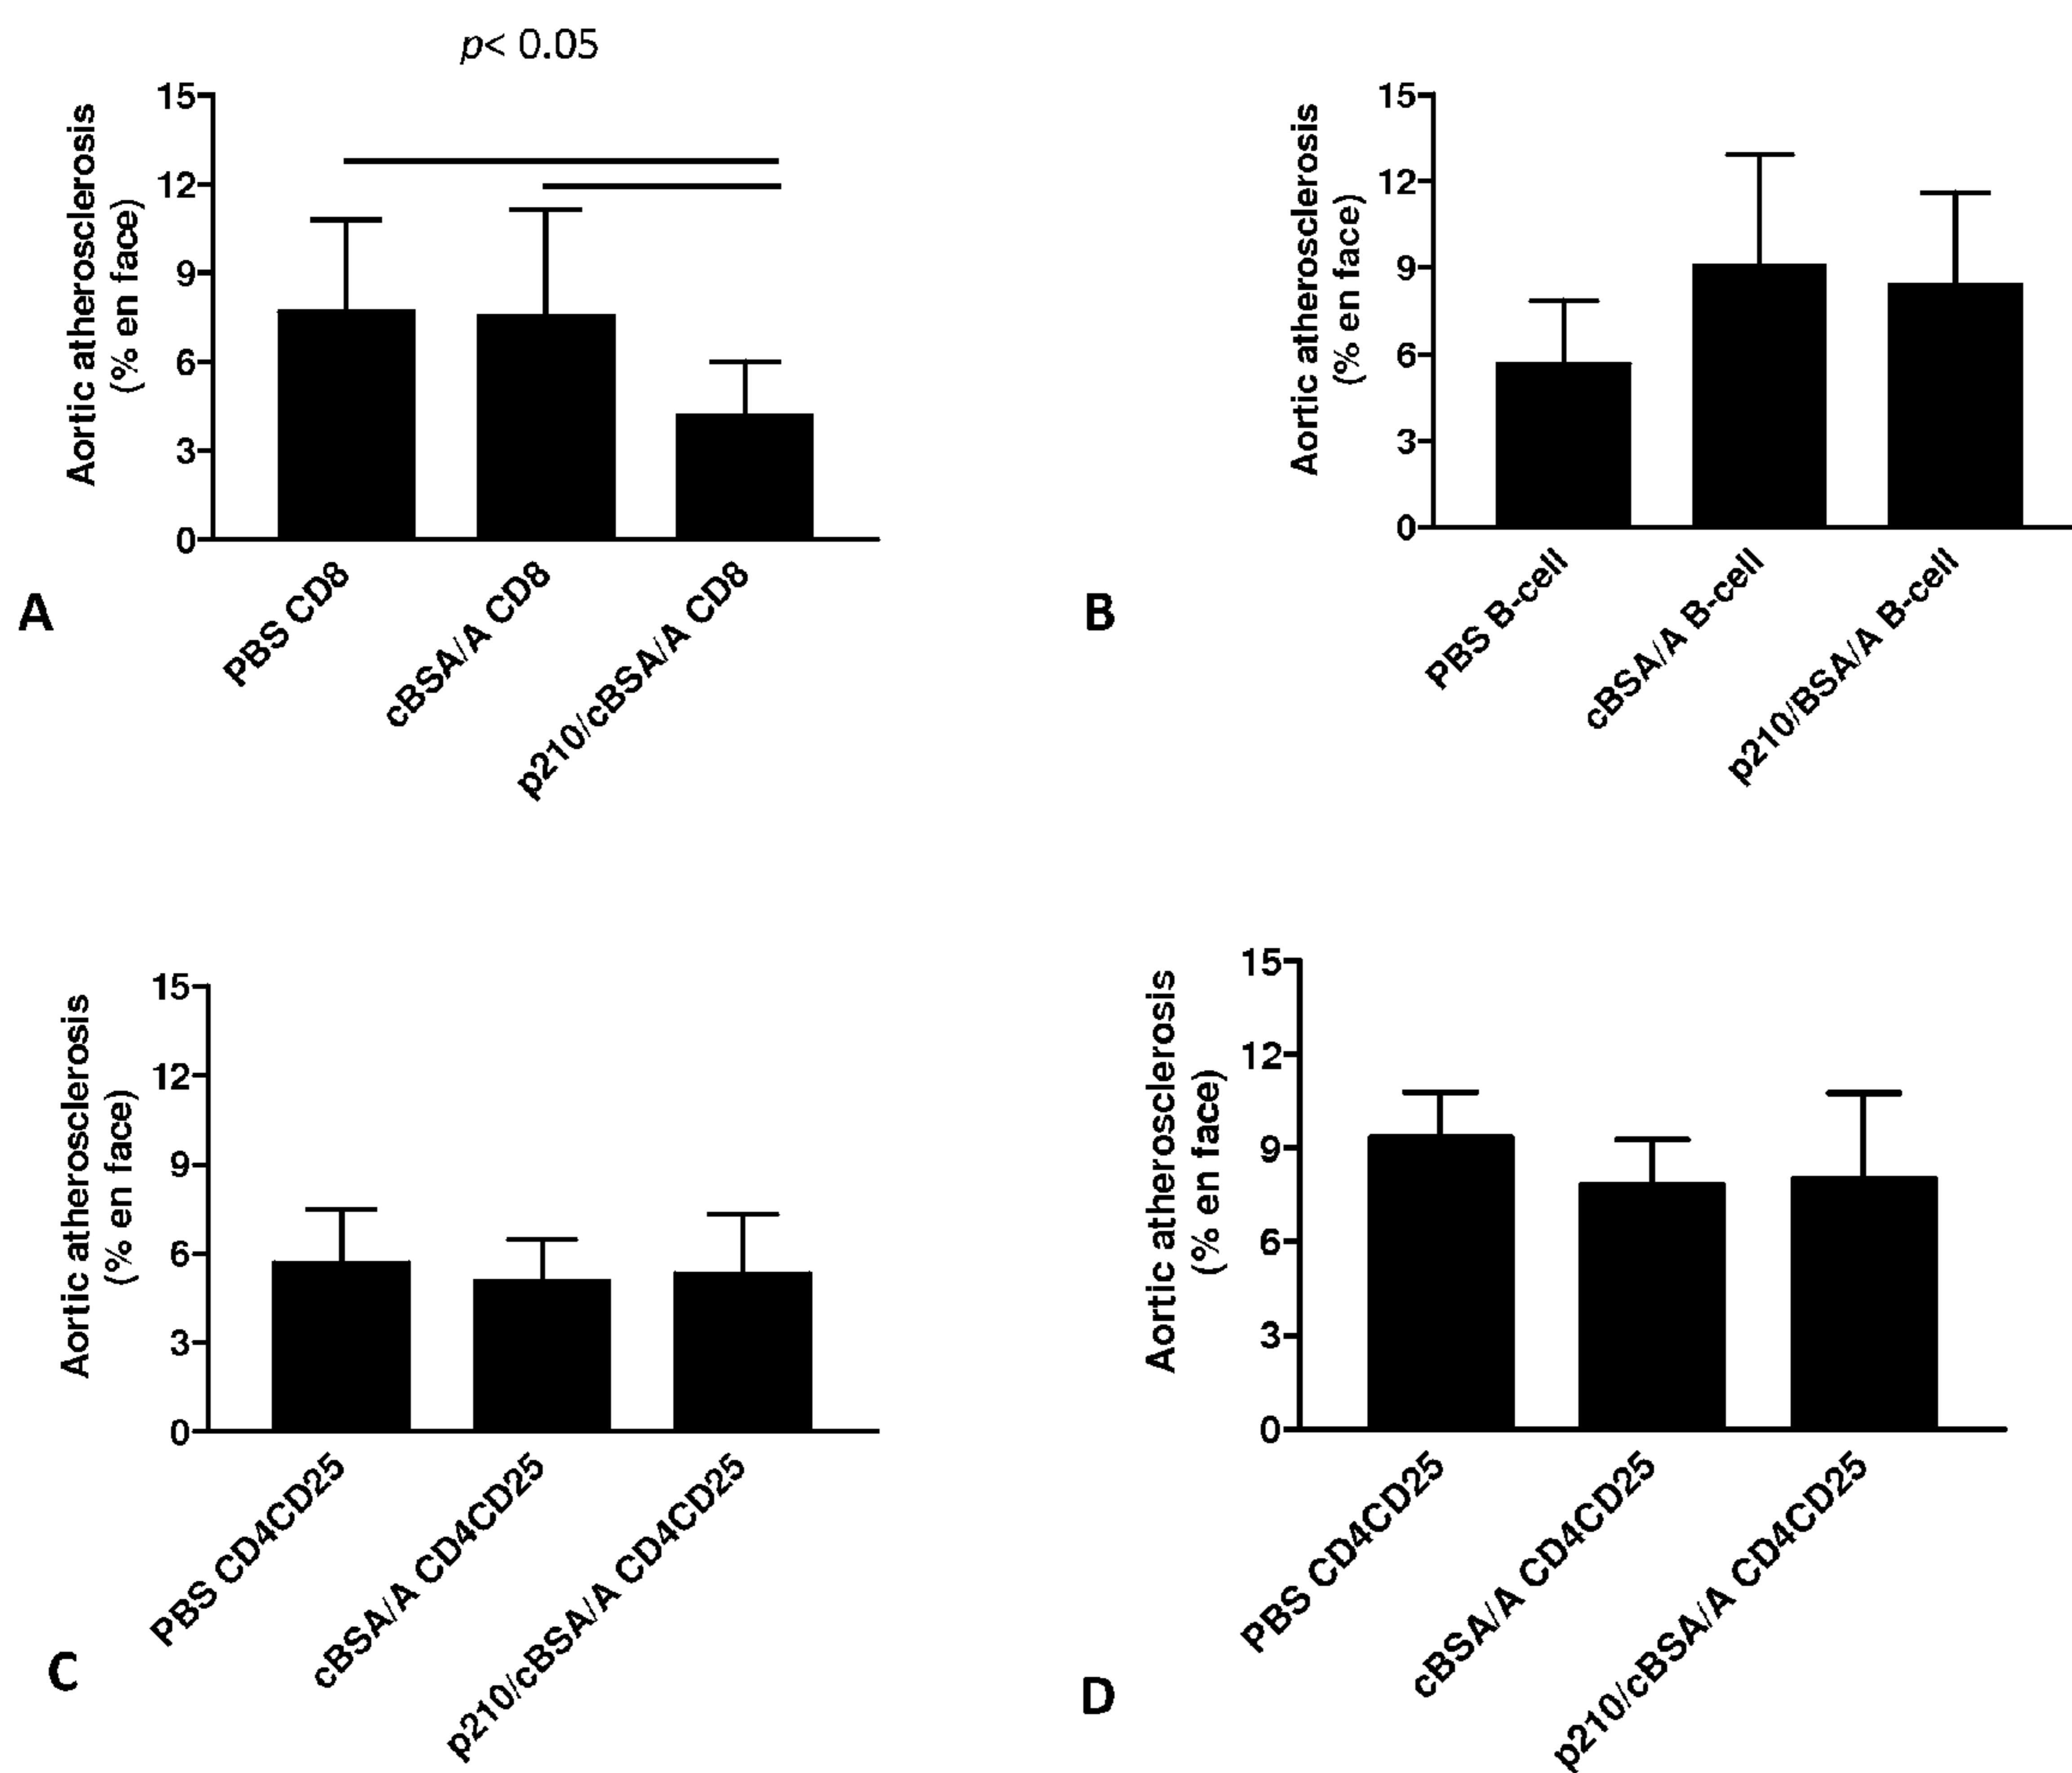 p< 0.05
Aortic atherosclerosis
(% en face)
15
12
9
6
3
0
PBS CD8
cBSA/A CD8
p210/cBSA/A CD8
A
Aortic atherosclerosis
(% en face)
15
12
9
6
3
0
PBS B-cell
cBSA/A B-cell
p210/BSA/A B-cell
B
Aortic atherosclerosis
(% en face)
15
12
9
6
3
0
PBS CD4CD25
cBSA/A CD4CD25
p210/cBSA/A CD4CD25
C
Aortic atherosclerosis
(% en face)
15
12
9
6
3
0
PBS CD4CD25
cBSA/A CD4CD25
p210/cBSA/A CD4CD25
D